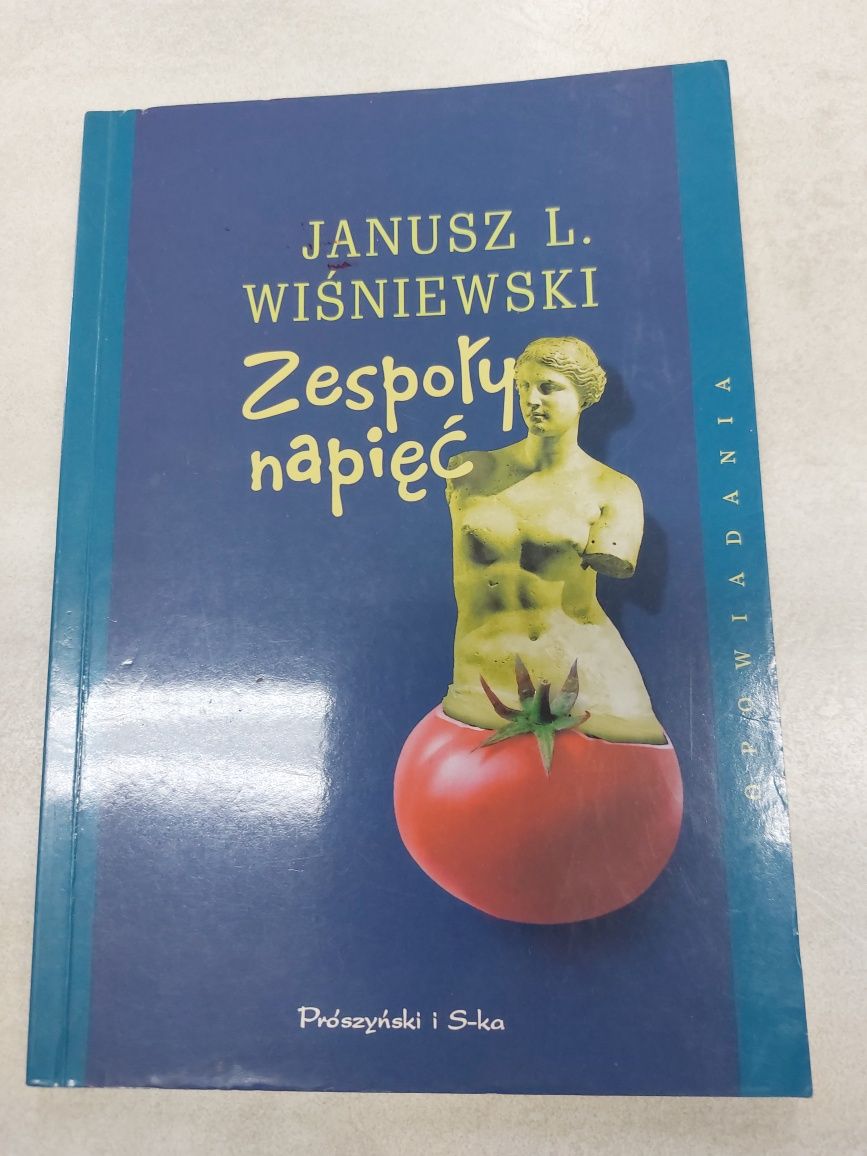 JANUSZ L.
WIŚNIEWSKI
Zespoły
napięć
OPOWIADANIA
Prószyński i S-ka